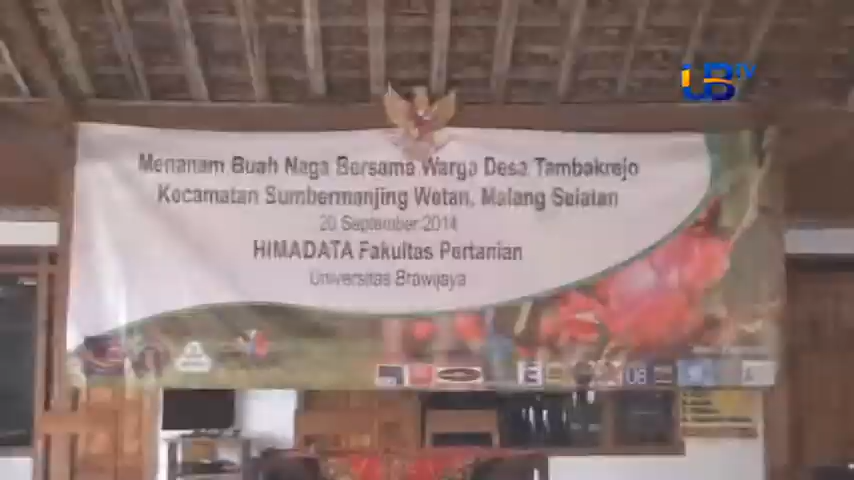 UB TV
Menanam Buah Naga Bersama Warga Desa Tambakrejo
Kecamatan Sumbermanjing Wetan, Malang Selatan
20 September 2014
HIMADATA Fakultas Pertanian
Universitas Brawijaya
UB